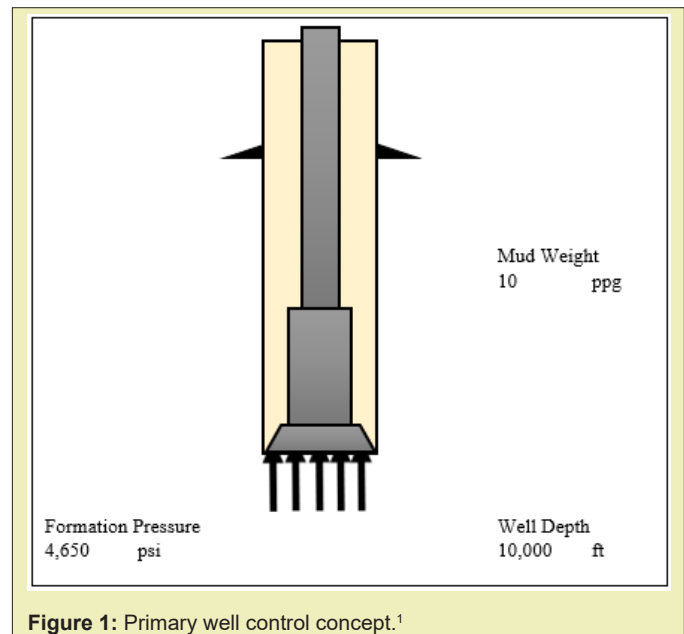 Mud Weight
10 ppg
Formation Pressure
4,650 psi
Well Depth
10,000 ft
Figure 1: Primary well control concept.¹